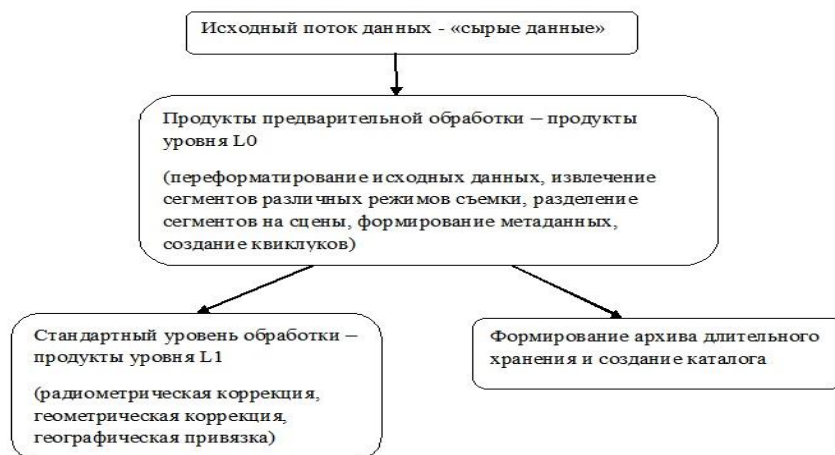 Исходный поток данных - «сырые данные»
Продукты предварительной обработки – продукты
уровня L0
(переформатирование исходных данных, извлечение
сегментов различных режимов съемки, разделение
сегментов на сцены, формирование метаданных,
создание квиклуков)
Стандартный уровень обработки –
продукты уровня L1
(радиометрическая коррекция,
геометрическая коррекция,
географическая привязка)
Формирование архива длительного
хранения и создание каталога